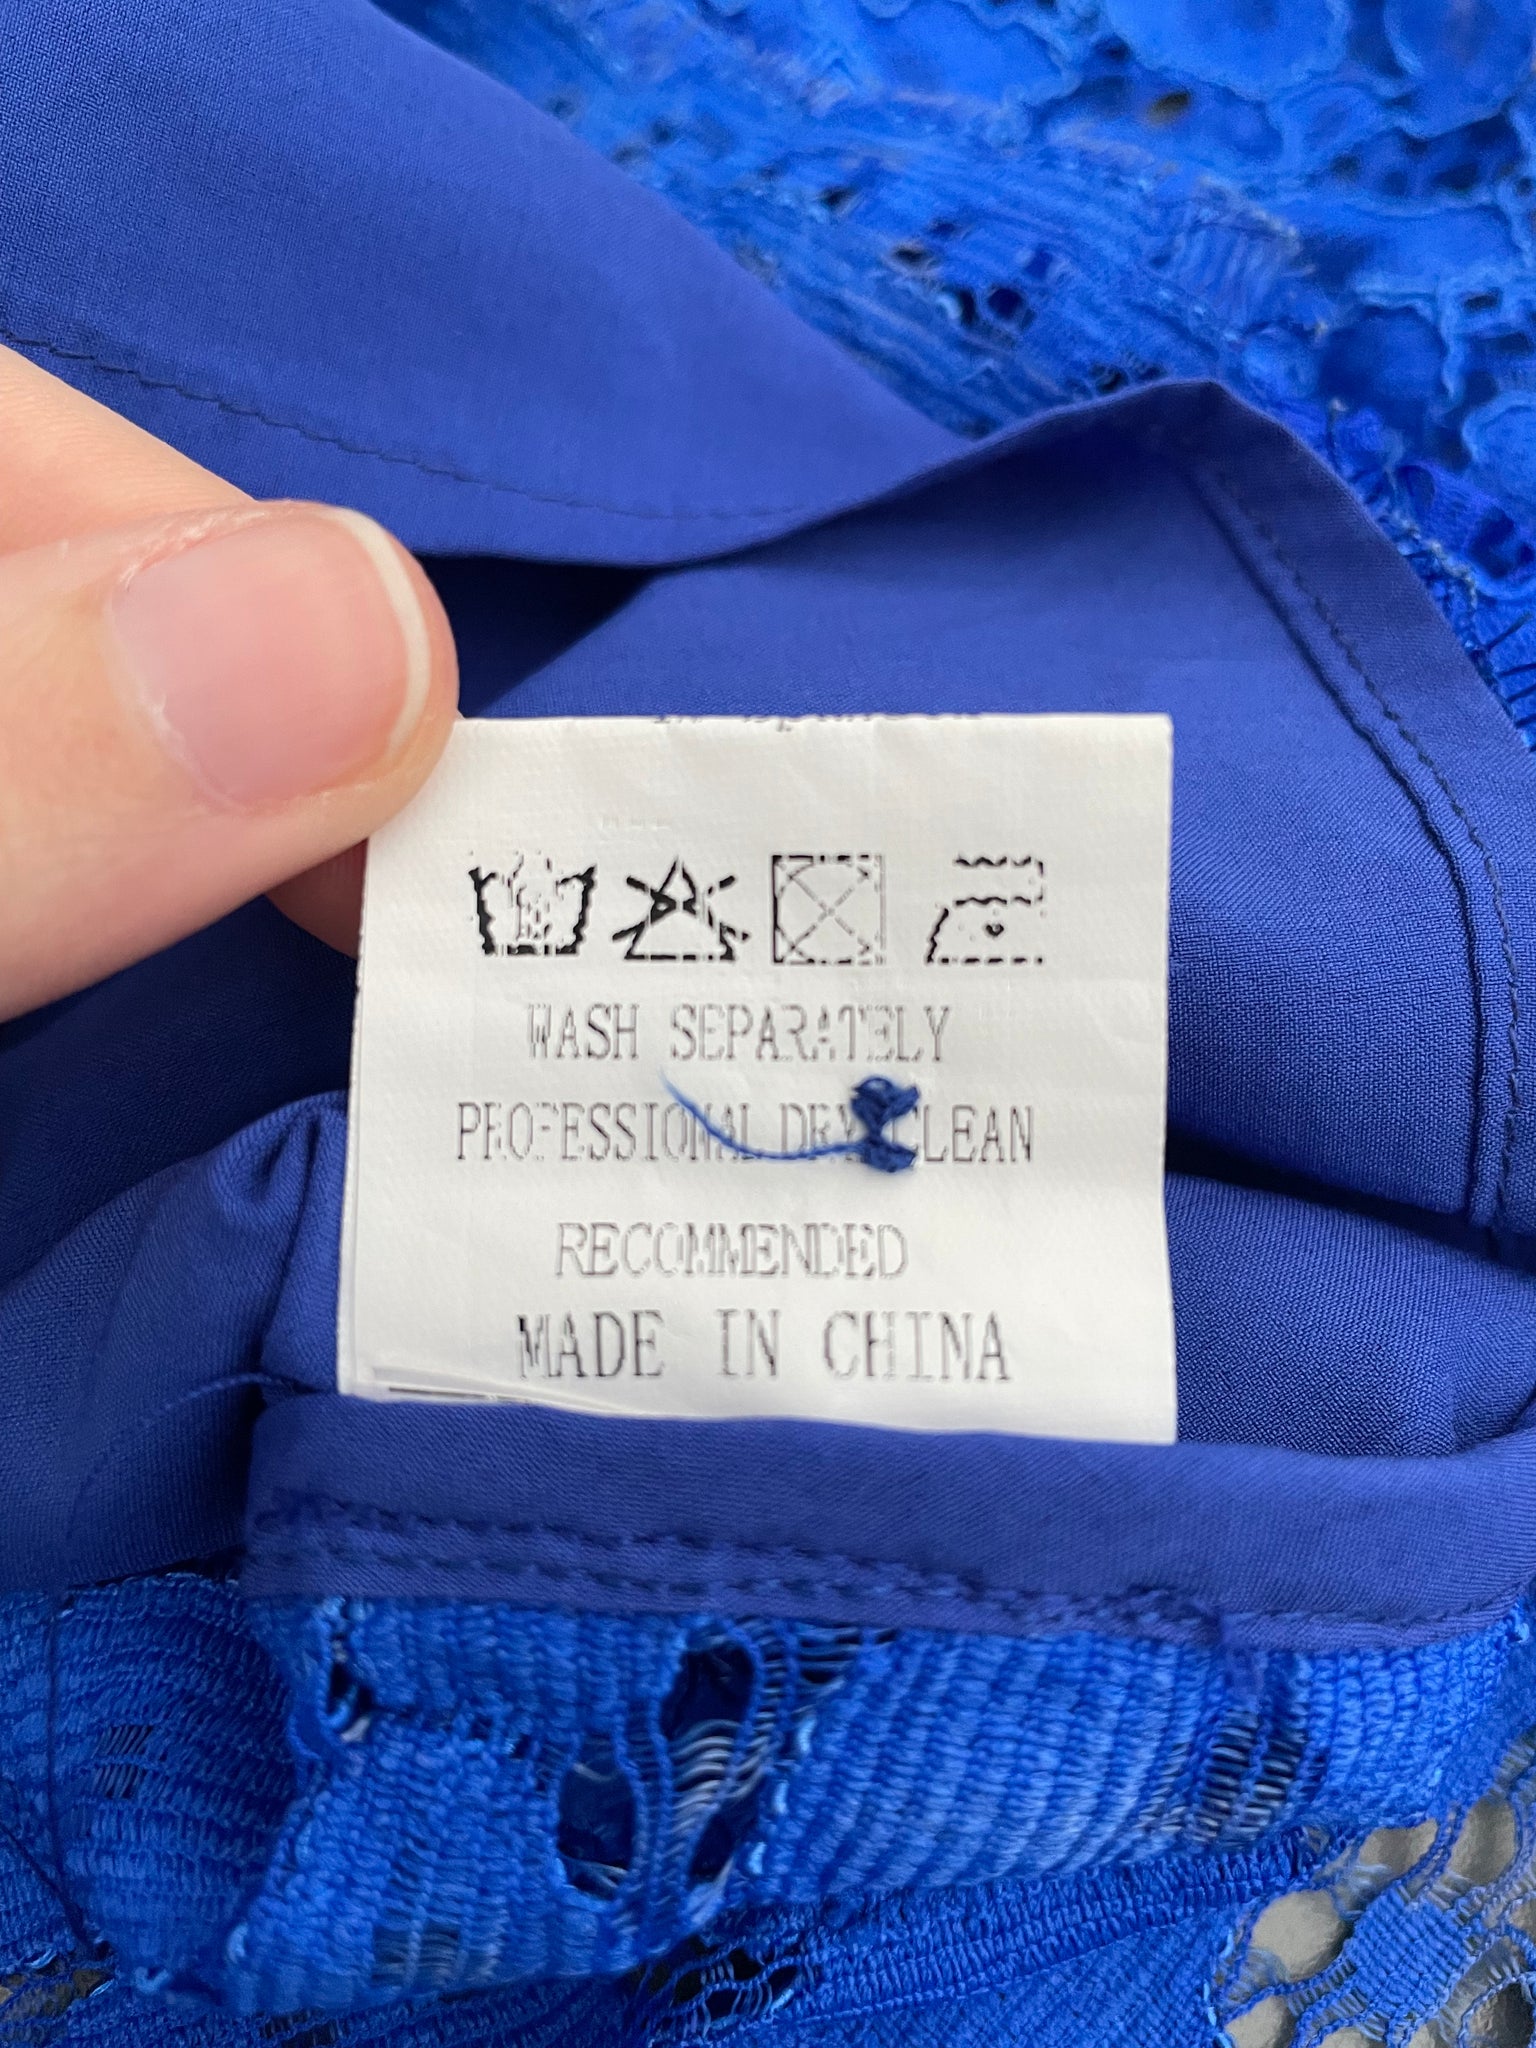 WASH SEPARATELY
PROFESSIONAL DRY CLEAN
RECOMMENDED
MADE IN CHINA